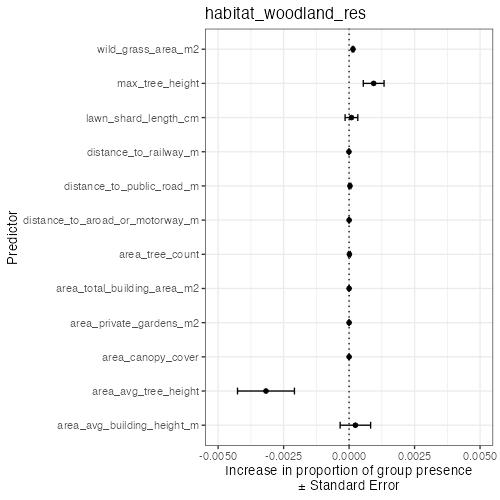 habitat_woodland_res
Predictor
wild_grass_area_m2
max_tree_height
lawn_shard_length_cm
distance_to_railway_m
distance_to_public_road_m
distance_to_aroad_or_motorway_m
area_tree_count
area_total_building_area_m2
area_private_gardens_m2
area_canopy_cover
area_avg_tree_height
area_avg_building_height_m
-0.0050 -0.0025 0.0000 0.0025 0.0050
Increase in proportion of group presence
± Standard Error